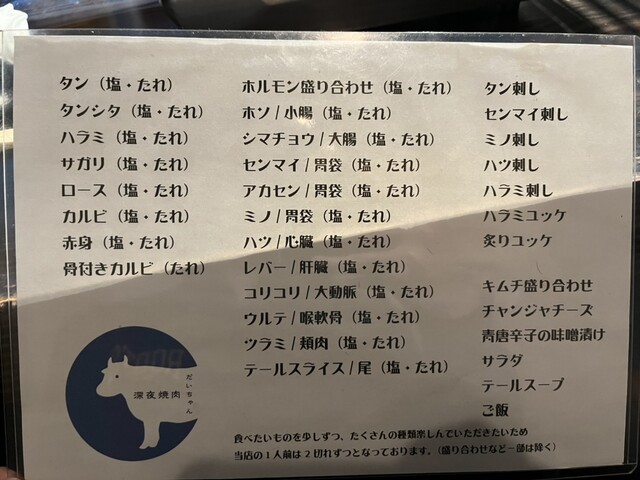 タン（塩・たれ）
タンシタ（塩・たれ）
ハラミ（塩・たれ）
サガリ（塩・たれ）
ロース（塩・たれ）
カルビ（塩・たれ）
赤身（塩・たれ）
骨付きカルビ（たれ）
ホルモン盛り合わせ（塩・たれ）
ホソ/小腸（塩・たれ）
シマチョウ/大腸（塩・たれ）
センマイ/胃袋（塩・たれ）
アカセン/胃袋（塩・たれ）
ミノ/胃袋（塩・たれ）
ハツ/心臓（塩・たれ）
レバー/肝臓（塩・たれ）
コリコリ/大動脈（塩・たれ）
ウルテ/喉軟骨（塩・たれ）
ツラミ/頬肉（塩・たれ）
テールスライス/尾（塩・たれ）
タン刺し
センマイ刺し
ミノ刺し
ハツ刺し
ハラミ刺し
ハラミユッケ
炙りユッケ
キムチ盛り合わせ
チャンジャチーズ
青唐辛子の味噌漬け
サラダ
テールスープ
ご飯
深夜焼肉
だいちゃん
食べたいものを少しずつ、たくさんの種類楽しんでいただきたいため
当店の1人前は2切れずつとなっております。（盛り合わせなど一部は除く）